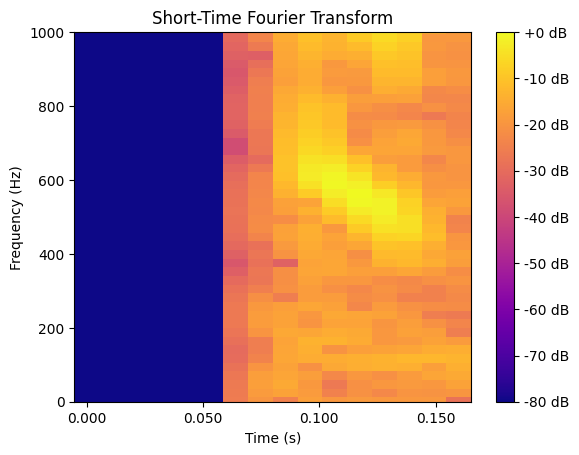 Short-Time Fourier Transform
1000
800
600
400
200
0
Frequency (Hz)
0.000
0.050
0.100
0.150
Time (s)
+0 dB
-10 dB
-20 dB
-30 dB
-40 dB
-50 dB
-60 dB
-70 dB
-80 dB